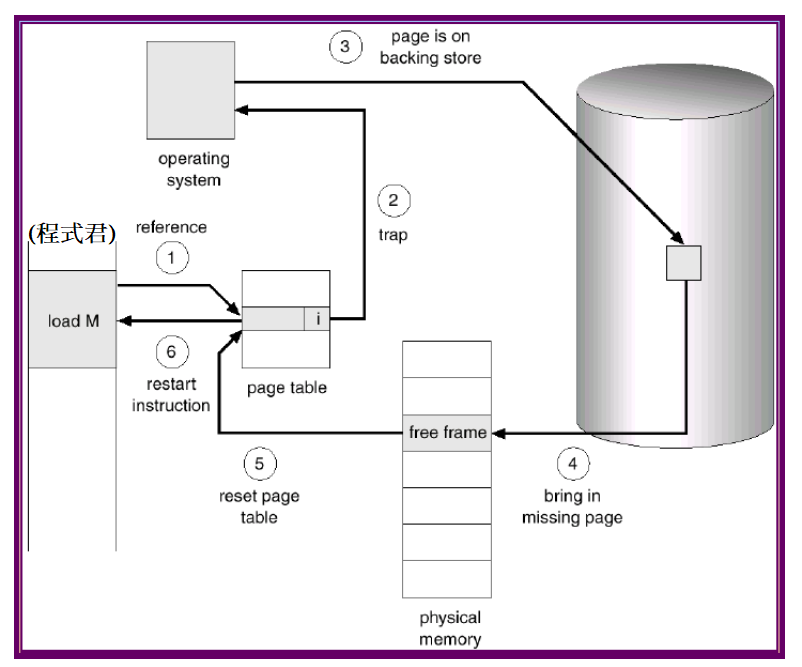 3
page is on
backing store
operating
system
2
trap
(程式君)
reference
1
load M
i
6
restart
instruction
page table
free frame
5
reset page
table
4
bring in
missing page
physical
memory